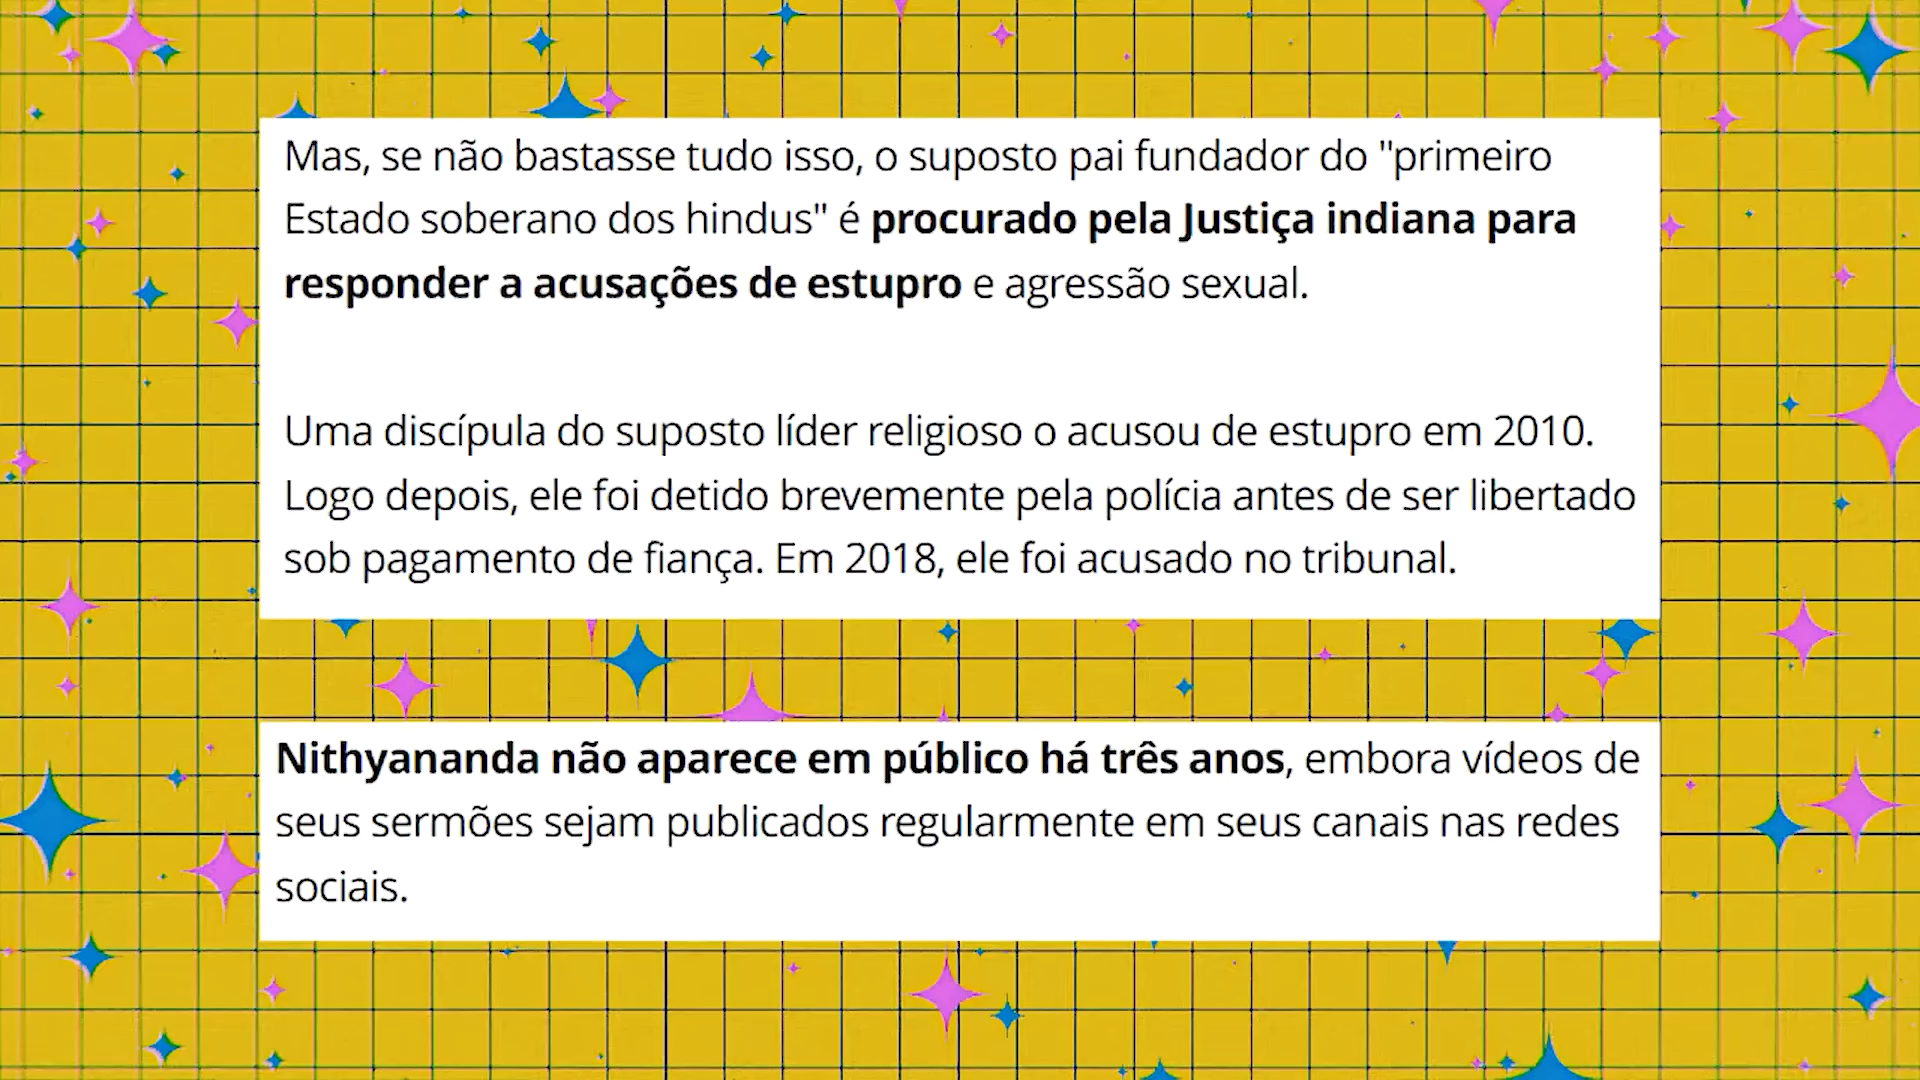 Mas, se não bastasse tudo isso, o suposto pai fundador do "primeiro
Estado soberano dos hindus" é procurado pela Justiça indiana para
responder a acusações de estupro e agressão sexual.
Uma discípula do suposto líder religioso o acusou de estupro em 2010.
Logo depois, ele foi detido brevemente pela polícia antes de ser libertado
sob pagamento de fiança. Em 2018, ele foi acusado no tribunal.
Nithyananda não aparece em público há três anos, embora vídeos de
seus sermões sejam publicados regularmente em seus canais nas redes
sociais.